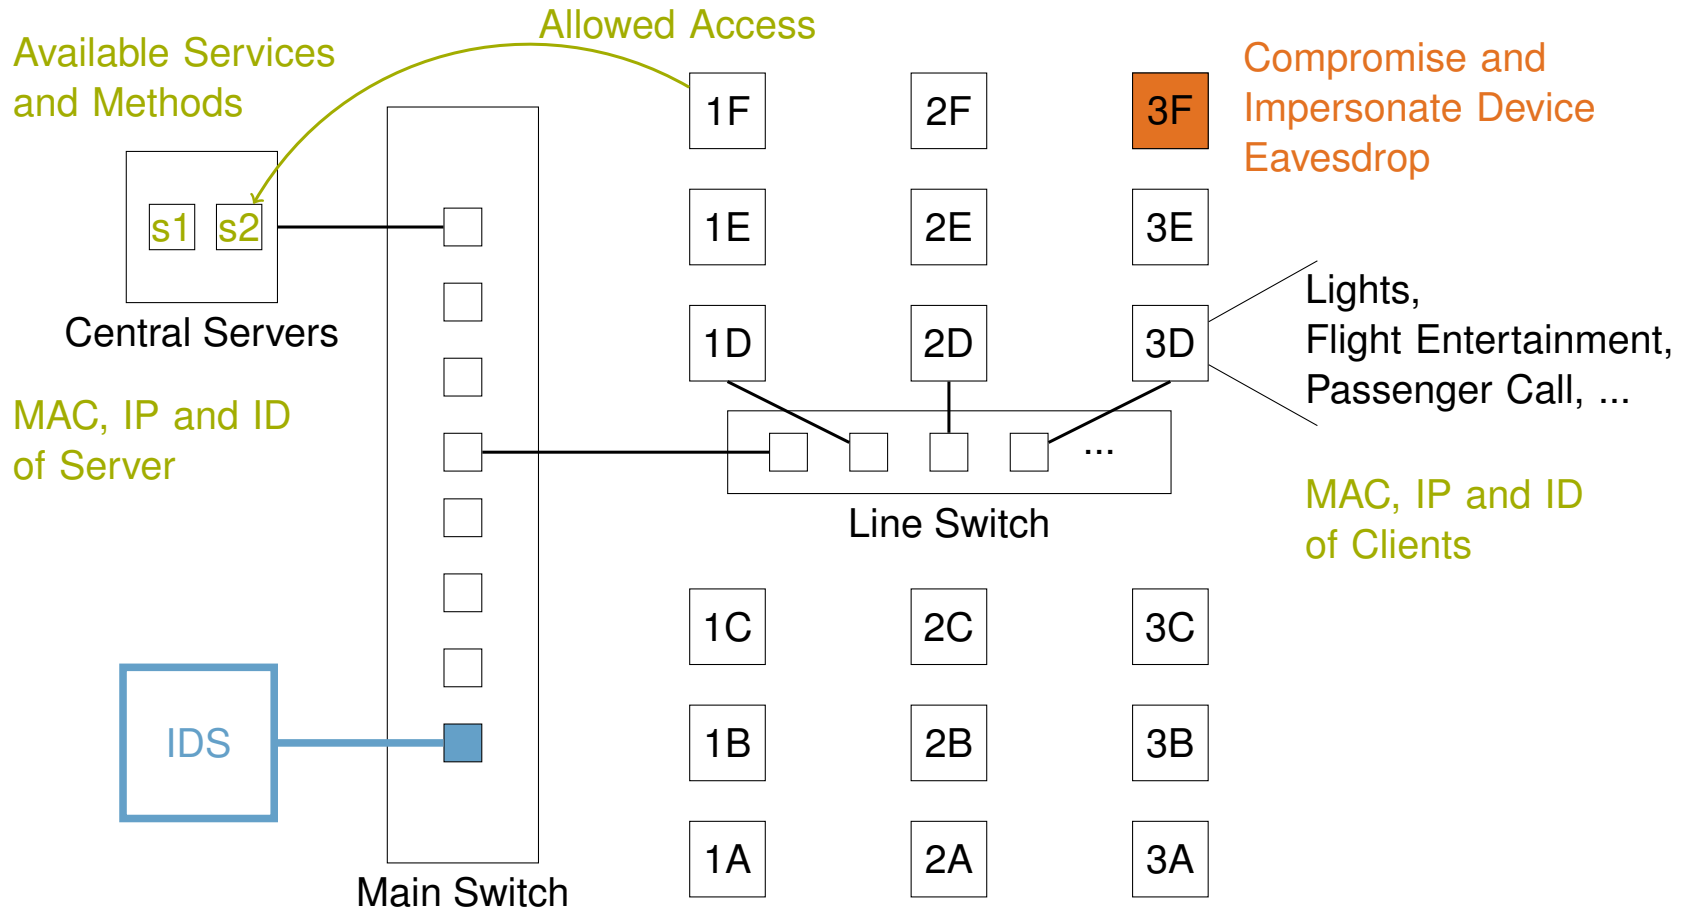 Allowed Access
Available Services
and Methods
1F
2F
3F
Compromise and
Impersonate Device
Eavesdrop
s1
s2
1E
2E
3E
Central Servers
1D
2D
3D
Lights,
Flight Entertainment,
Passenger Call, ...
MAC, IP and ID
of Server
...
Line Switch
MAC, IP and ID
of Clients
1C
2C
3C
IDS
1B
2B
3B
1A
2A
3A
Main Switch